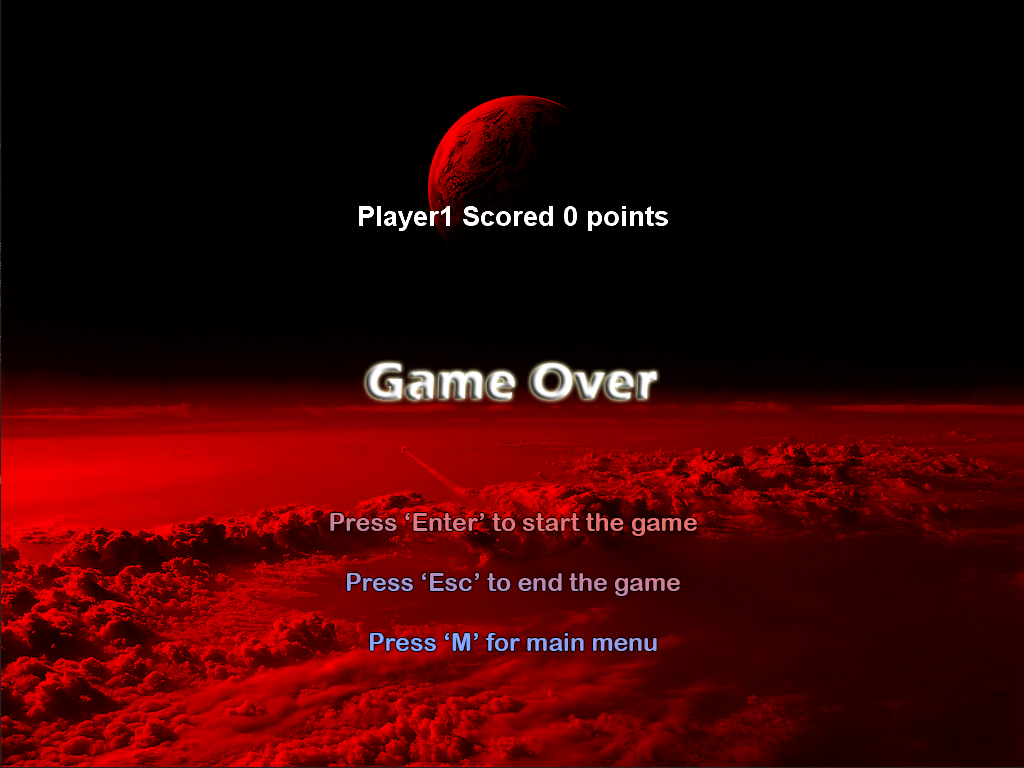 Player1 Scored 0 points
Game Over
Press ‘Enter’ to start the game
Press ‘Esc’ to end the game
Press ‘M’ for main menu